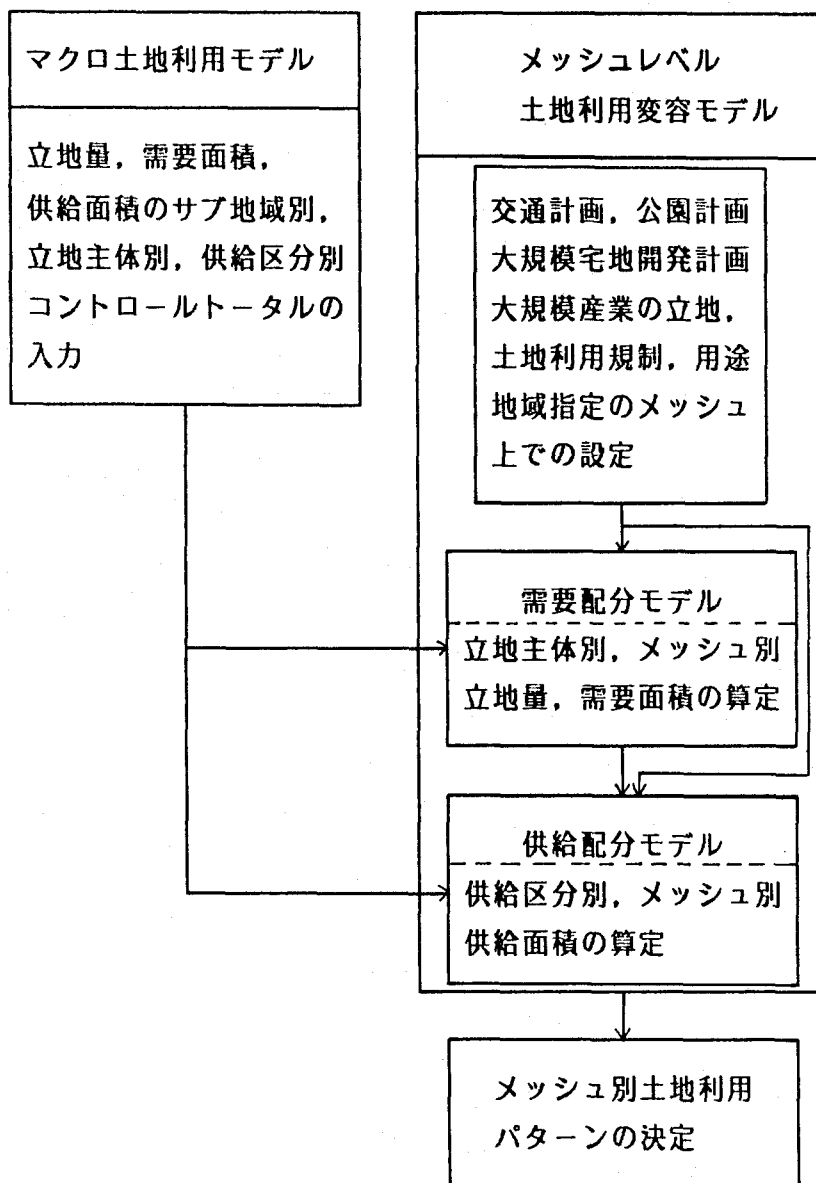 マクロ土地利用モデル
立地量，需要面積，
供給面積のサブ地域別，
立地主体別，供給区分別
コントロールトータルの
入力
メッシュレベル
土地利用変容モデル
交通計画，公園計画
大規模宅地開発計画
大規模産業の立地，
土地利用規制，用途
地域指定のメッシュ
上での設定
需要配分モデル
立地主体別，メッシュ別
立地量，需要面積の算定
供給配分モデル
供給区分別，メッシュ別
供給面積の算定
メッシュ別土地利用
パターンの決定